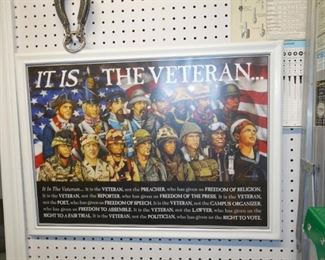 IT IS THE VETERAN...
It Is The Veteran... It is the VETERAN, not the PREACHER, who has given us FREEDOM OF RELIGION.
It is the VETERAN, not the REPORTER, who has given us FREEDOM OF THE PRESS. It is the VETERAN,
not the POET, who has given us FREEDOM OF SPEECH. It is the VETERAN, not the CAMPUS ORGANIZER,
who has given us FREEDOM TO ASSEMBLE. It is the VETERAN, not the LAWYER, who has given us the
RIGHT TO A FAIR TRIAL. It is the VETERAN, not the POLITICIAN, who has given us the RIGHT TO VOTE.